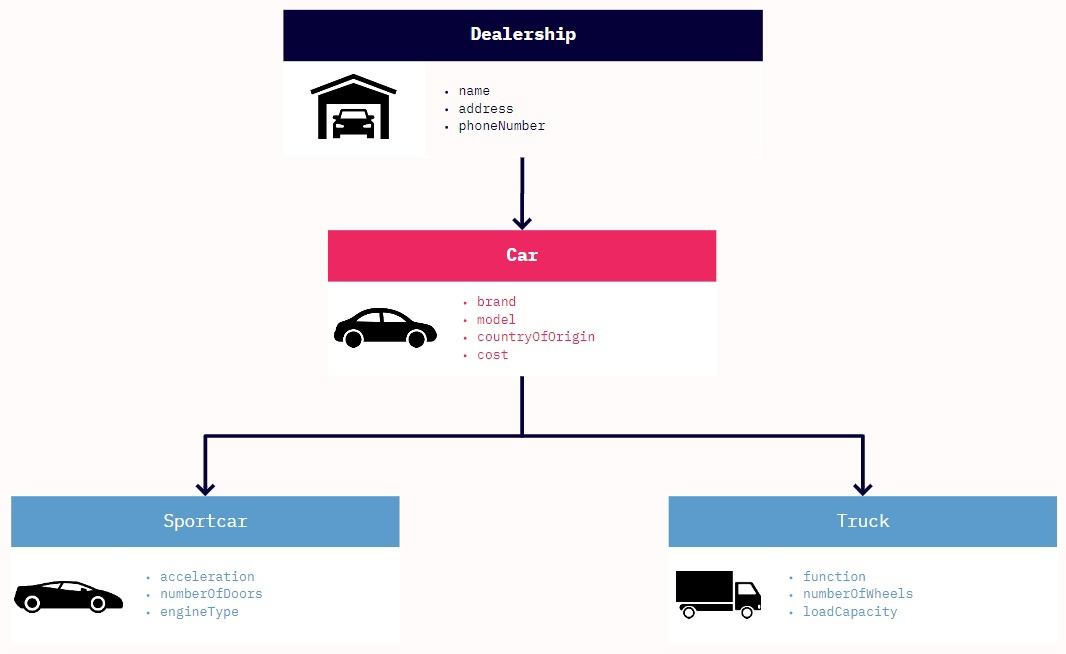 Dealership
• name
• address
• phoneNumber
Car
• brand
• model
• countryOfOrigin
• cost
Sportcar
• acceleration
• numberOfDoors
• engineType
Truck
• function
• numberOfWheels
• loadCapacity